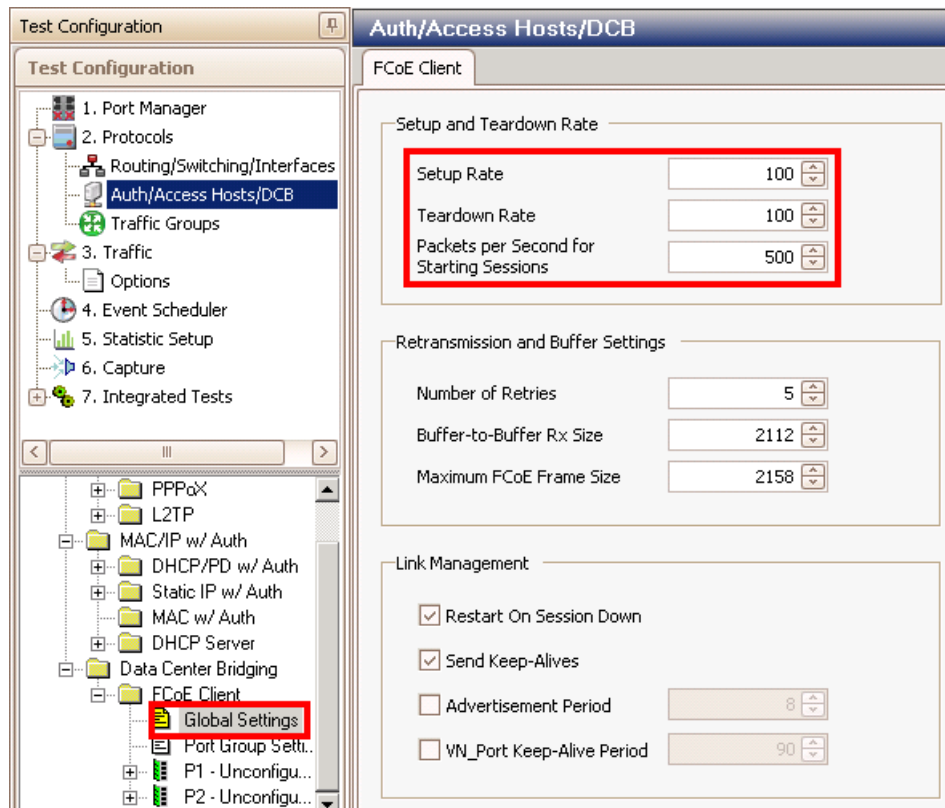 Test Configuration
Test Configuration
1. Port Manager
2. Protocols
Routing/Switching/Interfaces
Auth/Access Hosts/DCB
Traffic Groups
3. Traffic
Options
4. Event Scheduler
5. Statistic Setup
6. Capture
7. Integrated Tests
PPPoX
L2TP
MAC/IP w/ Auth
DHCP/PD w/ Auth
Static IP w/ Auth
MAC w/ Auth
DHCP Server
Data Center Bridging
FCoE Client
Global Settings
Port Group Setti..
P1 - Unconfigu...
P2 - Unconfigu...
Auth/Access Hosts/DCB
FCoE Client
Setup and Teardown Rate
Setup Rate 100
Teardown Rate 100
Packets per Second for
Starting Sessions 500
Retransmission and Buffer Settings
Number of Retries 5
Buffer-to-Buffer Rx Size 2112
Maximum FCoE Frame Size 2158
Link Management
Restart On Session Down
Send Keep-Alives
Advertisement Period 8
VN_Port Keep-Alive Period 90